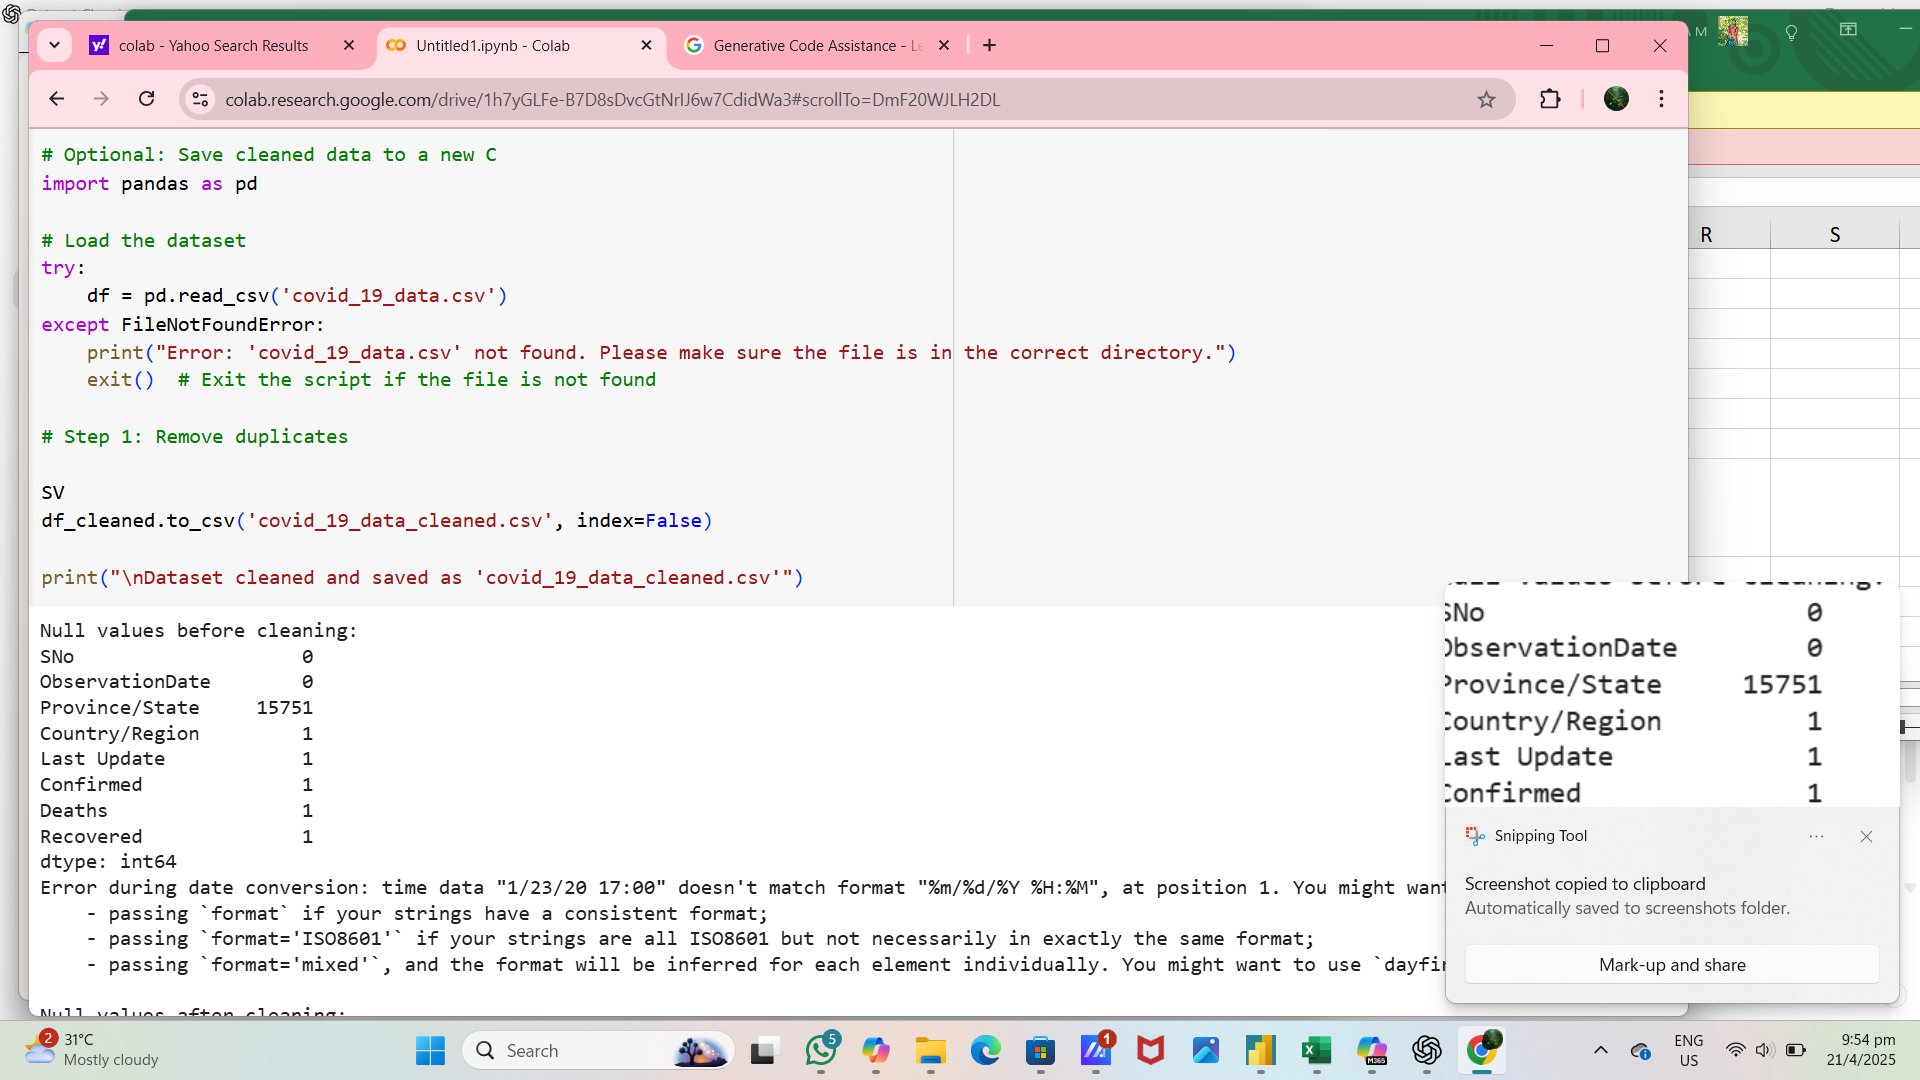 colab - Yahoo Search Results
Untitled1.ipynb - Colab
Generative Code Assistance - Le
AM
colab.research.google.com/drive/1h7yGLFe-B7D8sDvcGtNrIJ6w7CdidWa3#scrollTo=DmF20WJLH2DL
R S
# Optional: Save cleaned data to a new C
import pandas as pd
# Load the dataset
try:
df = pd.read_csv('covid_19_data.csv')
except FileNotFoundError:
print("Error: 'covid_19_data.csv' not found. Please make sure the file is in the correct directory.")
exit()  # Exit the script if the file is not found
# Step 1: Remove duplicates
SV
df_cleaned.to_csv('covid_19_data_cleaned.csv', index=False)
print("\nDataset cleaned and saved as 'covid_19_data_cleaned.csv'")
Null values before cleaning:
SNo 0
ObservationDate 0
Province/State 15751
Country/Region 1
Last Update 1
Confirmed 1
Deaths 1
Recovered 1
dtype: int64
Error during date conversion: time data "1/23/20 17:00" doesn't match format "%m/%d/%Y %H:%M", at position 1. You might want
- passing `format` if your strings have a consistent format;
- passing `format='ISO8601'` if your strings are all ISO8601 but not necessarily in exactly the same format;
- passing `format='mixed'`, and the format will be inferred for each element individually. You might want to use `dayfir
Null values after cleaning:
SNo 0
ObservationDate 0
Province/State 15751
Country/Region 1
Last Update 1
Confirmed 1
Snipping Tool
Screenshot copied to clipboard
Automatically saved to screenshots folder.
Mark-up and share
2
31°C
Mostly cloudy
Search
5
1
M365
ENG
US
9:54 pm
21/4/2025